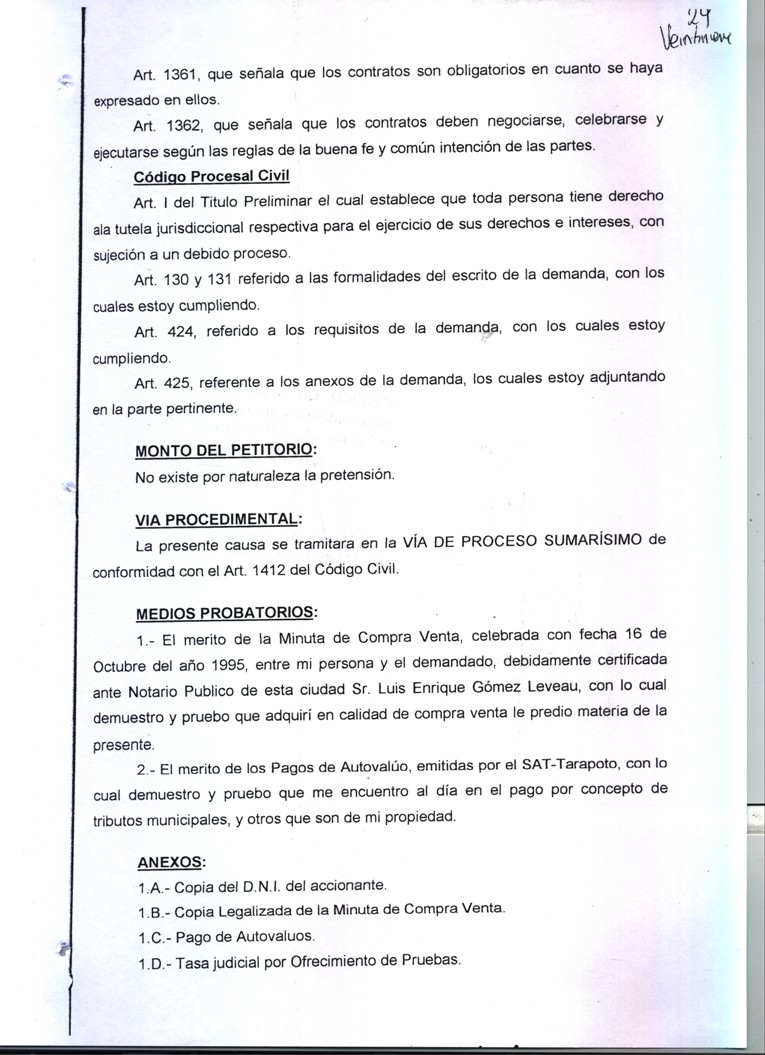 24
Art. 1361, que señala que los contratos son obligatorios en cuanto se haya
expresado en ellos.
Art. 1362, que señala que los contratos deben negociarse, celebrarse y
ejecutarse según las reglas de la buena fe y común intención de las partes.
Código Procesal Civil
Art. I del Titulo Preliminar el cual establece que toda persona tiene derecho
ala tutela jurisdiccional respectiva para el ejercicio de sus derechos e intereses, con
sujeción a un debido proceso.
Art. 130 y 131 referido a las formalidades del escrito de la demanda, con los
cuales estoy cumpliendo.
Art. 424, referido a los requisitos de la demanda, con los cuales estoy
cumpliendo.
Art. 425, referente a los anexos de la demanda, los cuales estoy adjuntando
en la parte pertinente.
MONTO DEL PETITORIO:
No existe por naturaleza la pretensión.
VIA PROCEDIMENTAL:
La presente causa se tramitara en la VÍA DE PROCESO SUMARÍSIMO de
conformidad con el Art. 1412 del Código Civil.
MEDIOS PROBATORIOS:
1.- El merito de la Minuta de Compra Venta, celebrada con fecha 16 de
Octubre del año 1995, entre mi persona y el demandado, debidamente certificada
ante Notario Publico de esta ciudad Sr. Luis Enrique Gómez Leveau, con lo cual
demuestro y pruebo que adquirí en calidad de compra venta le predio materia de la
presente.
2.- El merito de los Pagos de Autovalúo, emitidas por el SAT-Tarapoto, con lo
cual demuestro y pruebo que me encuentro al día en el pago por concepto de
tributos municipales, y otros que son de mi propiedad.
ANEXOS:
1.A.- Copia del D.N.I. del accionante.
1.B.- Copia Legalizada de la Minuta de Compra Venta.
1.C.- Pago de Autovaluos.
1.D.- Tasa judicial por Ofrecimiento de Pruebas.